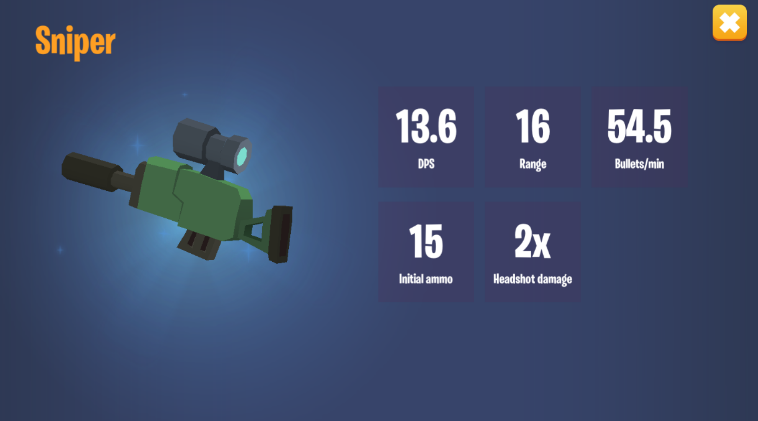 Sniper
13.6
DPS
16
Range
54.5
Bullets/min
15
Initial ammo
2x
Headshot damage